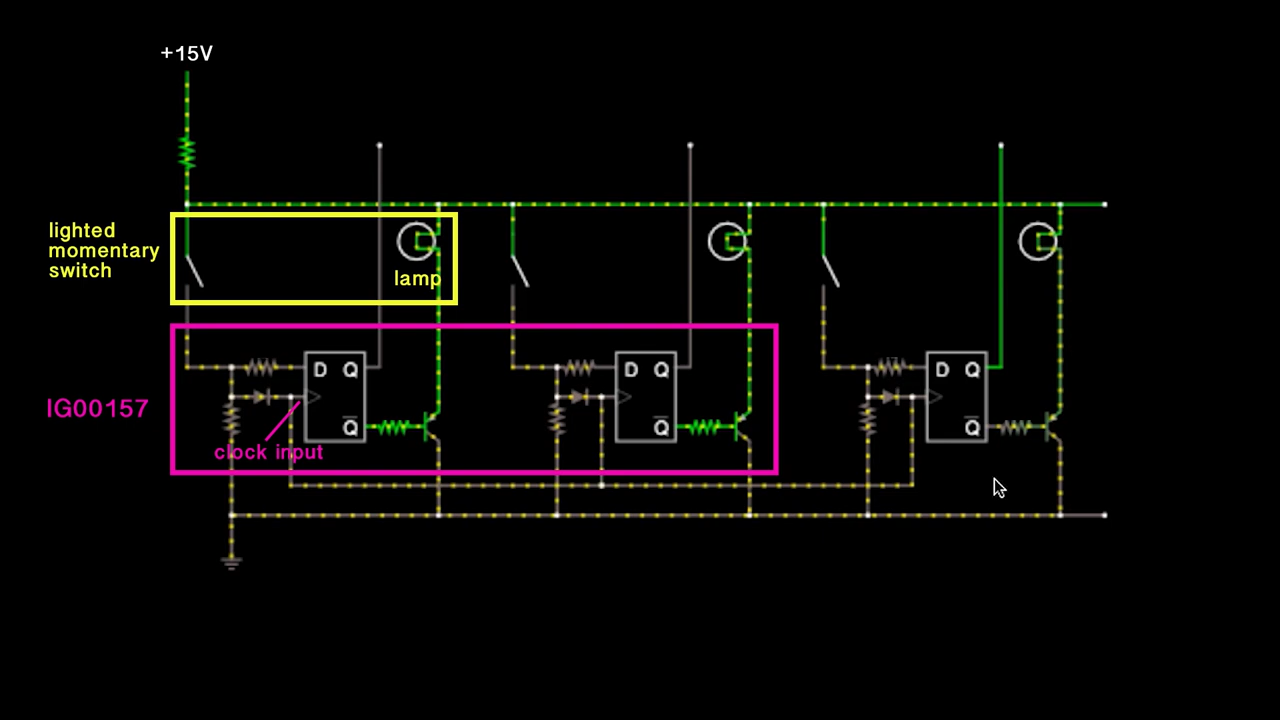 +15V
lighted
momentary
switch
lamp
IG00157
D Q
Q
clock input
D Q
Q
D Q
Q